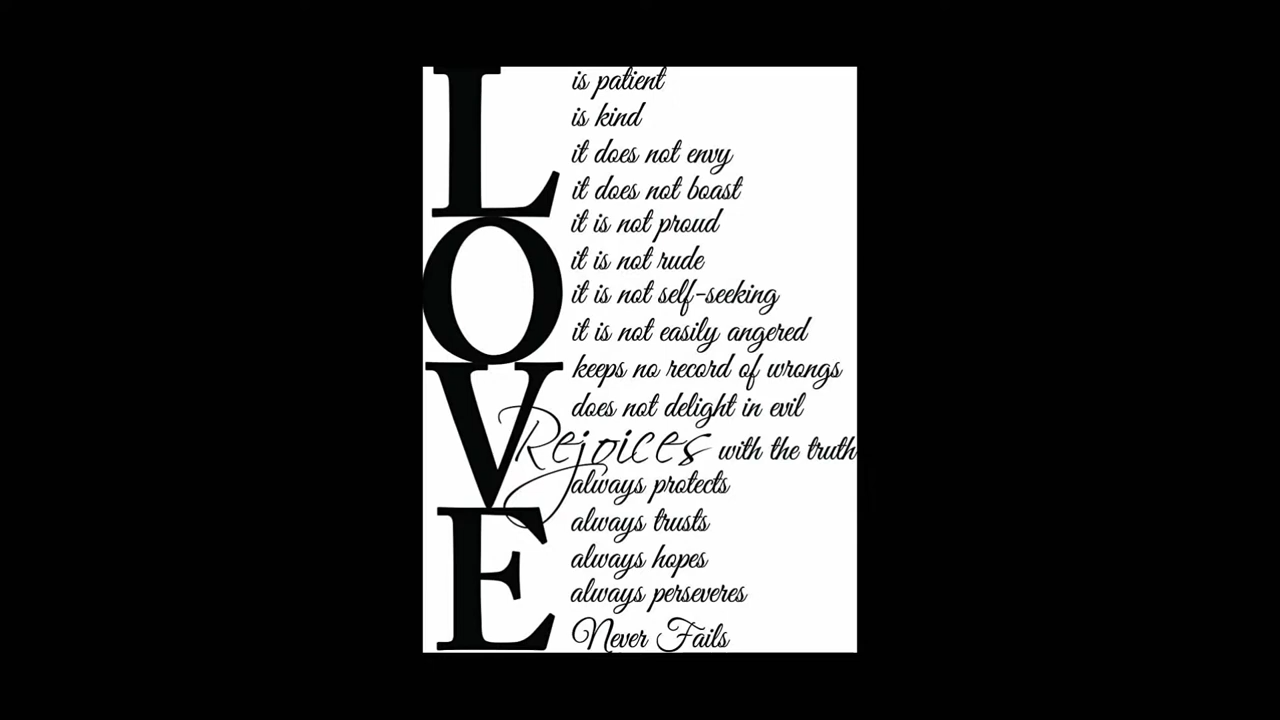 LOVE
is patient
is kind
it does not envy
it does not boast
it is not proud
it is not rude
it is not self-seeking
it is not easily angered
keeps no record of wrongs
does not delight in evil
Rejoices with the truth
always protects
always trusts
always hopes
always perseveres
Never Fails